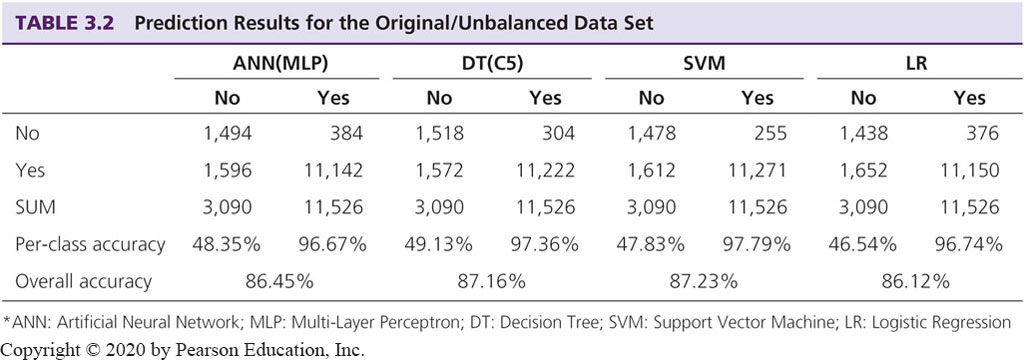 TABLE 3.2 Prediction Results for the Original/Unbalanced Data Set
ANN(MLP) DT(C5) SVM LR
No Yes No Yes No Yes No Yes
No 1,494 384 1,518 304 1,478 255 1,438 376
Yes 1,596 11,142 1,572 11,222 1,612 11,271 1,652 11,150
SUM 3,090 11,526 3,090 11,526 3,090 11,526 3,090 11,526
Per-class accuracy 48.35% 96.67% 49.13% 97.36% 47.83% 97.79% 46.54% 96.74%
Overall accuracy 86.45% 87.16% 87.23% 86.12%
*ANN: Artificial Neural Network; MLP: Multi-Layer Perceptron; DT: Decision Tree; SVM: Support Vector Machine; LR: Logistic Regression
Copyright © 2020 by Pearson Education, Inc.